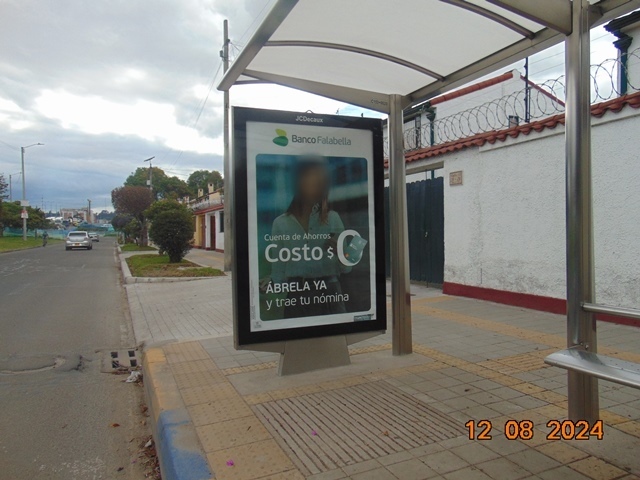 JCDecaux
Banco Falabella
Cuenta de Ahorros
Costo $0
ÁBRELA YA
y trae tu nómina
12 08 2024